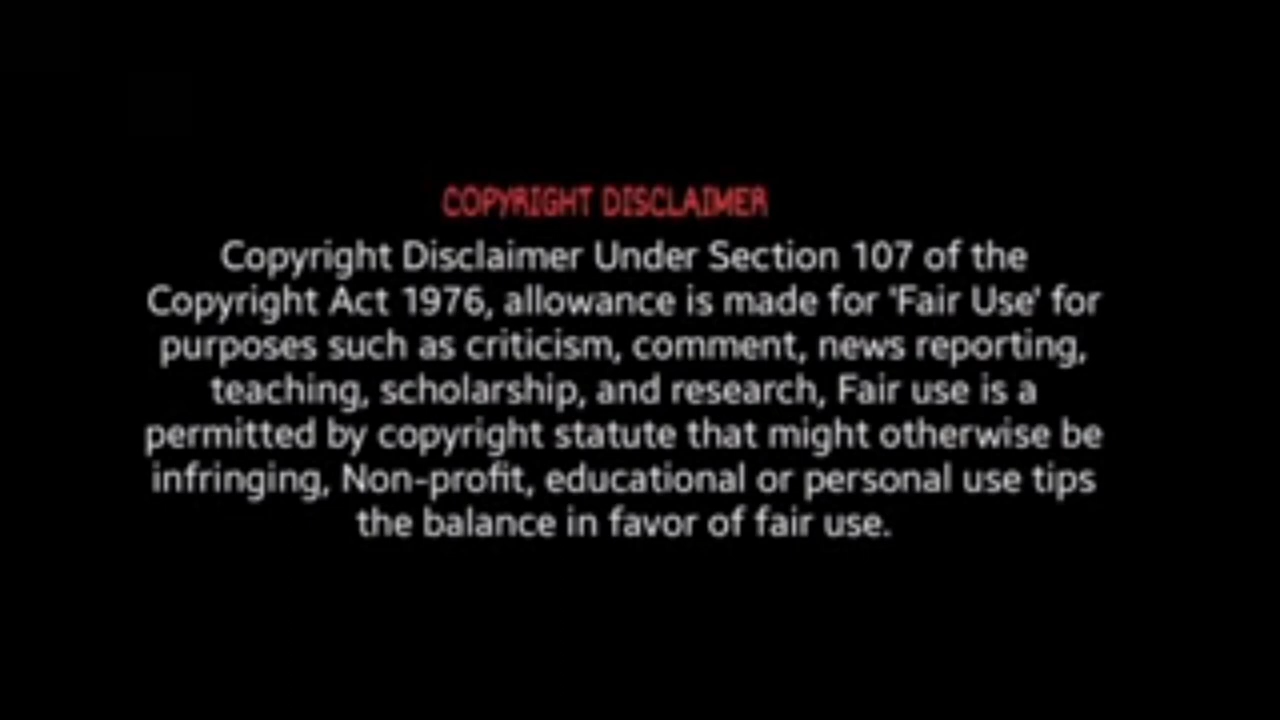 COPYRIGHT DISCLAIMER
Copyright Disclaimer Under Section 107 of the
Copyright Act 1976, allowance is made for 'Fair Use' for
purposes such as criticism, comment, news reporting,
teaching, scholarship, and research, Fair use is a
permitted by copyright statute that might otherwise be
infringing, Non-profit, educational or personal use tips
the balance in favor of fair use.